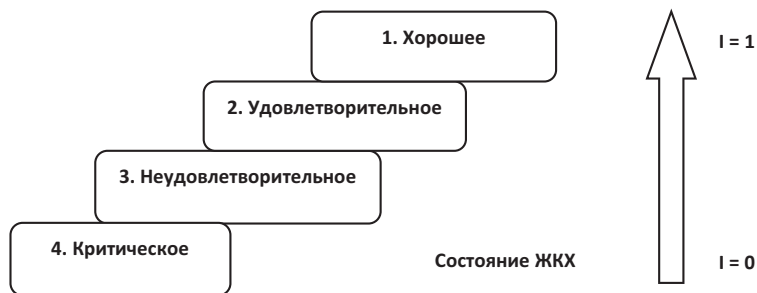 1. Хорошее
I = 1
2. Удовлетворительное
3. Неудовлетворительное
4. Критическое
Состояние ЖКХ
I = 0